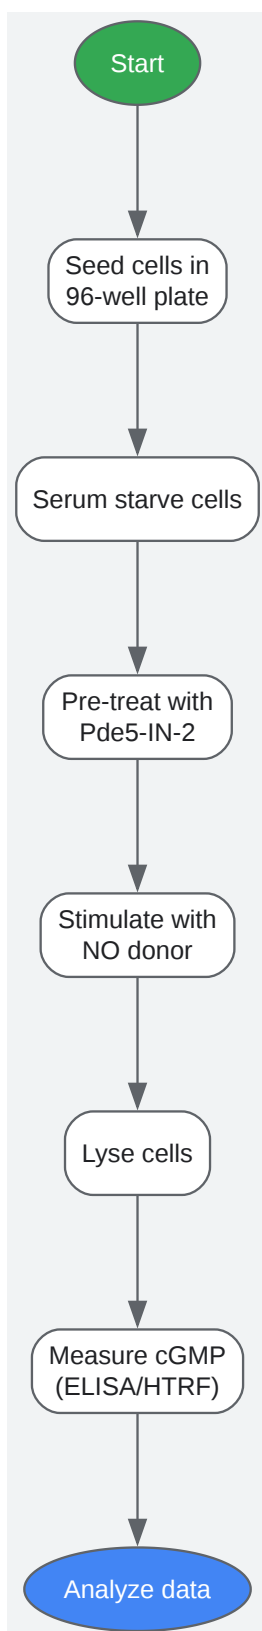 Start
Seed cells in
96-well plate
Serum starve cells
Pre-treat with
Pde5-IN-2
Stimulate with
NO donor
Lyse cells
Measure cGMP
(ELISA/HTRF)
Analyze data